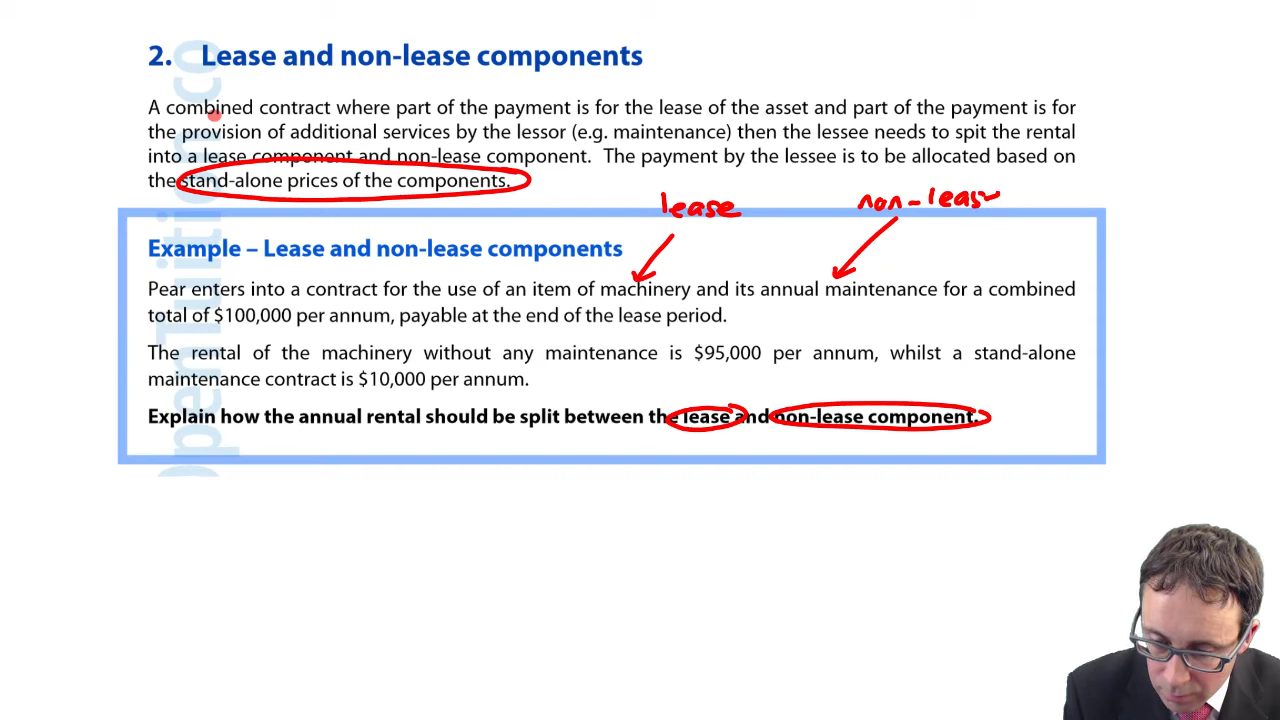 2. Lease and non-lease components
A combined contract where part of the payment is for the lease of the asset and part of the payment is for
the provision of additional services by the lessor (e.g. maintenance) then the lessee needs to spit the rental
into a lease component and non-lease component. The payment by the lessee is to be allocated based on
the stand-alone prices of the components.
lease
non-lease
Example – Lease and non-lease components
Pear enters into a contract for the use of an item of machinery and its annual maintenance for a combined
total of $100,000 per annum, payable at the end of the lease period.
The rental of the machinery without any maintenance is $95,000 per annum, whilst a stand-alone
maintenance contract is $10,000 per annum.
Explain how the annual rental should be split between the lease and non-lease component.
OpenTuition.co